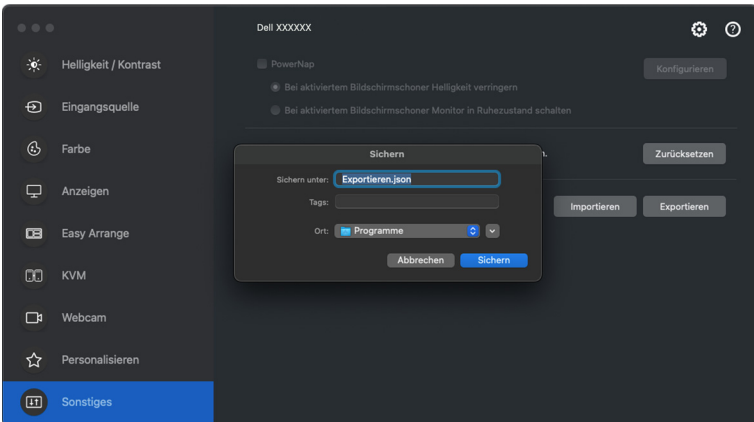 Dell XXXXXX
Helligkeit / Kontrast
Eingangsquelle
Farbe
Anzeigen
Easy Arrange
KVM
Webcam
Personalisieren
Sonstiges
PowerNap
Konfigurieren
Bei aktiviertem Bildschirmschoner Helligkeit verringern
Bei aktiviertem Bildschirmschoner Monitor in Ruhezustand schalten
Zurücksetzen
Importieren
Exportieren
Sichern
Sichern unter: Exportieren.json
Tags:
Ort: Programme
Abbrechen
Sichern